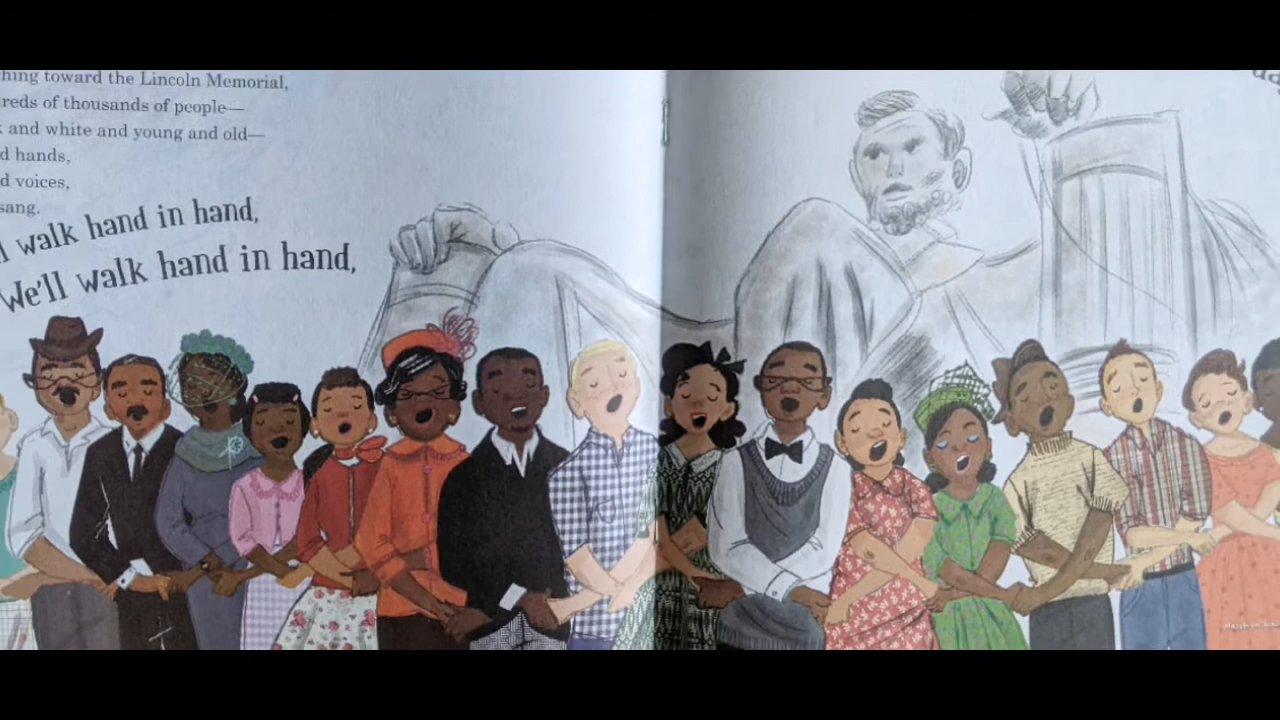 hing toward the Lincoln Memorial,
reds of thousands of people—
and white and young and old—
d hands,
d voices,
sang.
walk hand in hand,
We'll walk hand in hand,